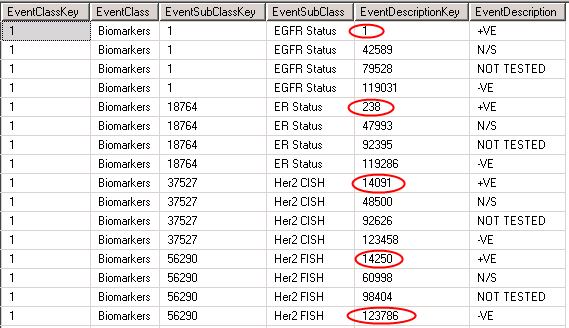 EventClassKey EventClass EventSubClassKey EventSubClass EventDescriptionKey EventDescription
1 Biomarkers 1 EGFR Status 1 +VE
1 Biomarkers 1 EGFR Status 42589 N/S
1 Biomarkers 1 EGFR Status 79528 NOT TESTED
1 Biomarkers 1 EGFR Status 119031 -VE
1 Biomarkers 18764 ER Status 238 +VE
1 Biomarkers 18764 ER Status 47993 N/S
1 Biomarkers 18764 ER Status 92395 NOT TESTED
1 Biomarkers 18764 ER Status 119286 -VE
1 Biomarkers 37527 Her2 CISH 14091 +VE
1 Biomarkers 37527 Her2 CISH 48500 N/S
1 Biomarkers 37527 Her2 CISH 92626 NOT TESTED
1 Biomarkers 37527 Her2 CISH 123458 -VE
1 Biomarkers 56290 Her2 FISH 14250 +VE
1 Biomarkers 56290 Her2 FISH 60998 N/S
1 Biomarkers 56290 Her2 FISH 98404 NOT TESTED
1 Biomarkers 56290 Her2 FISH 123786 -VE